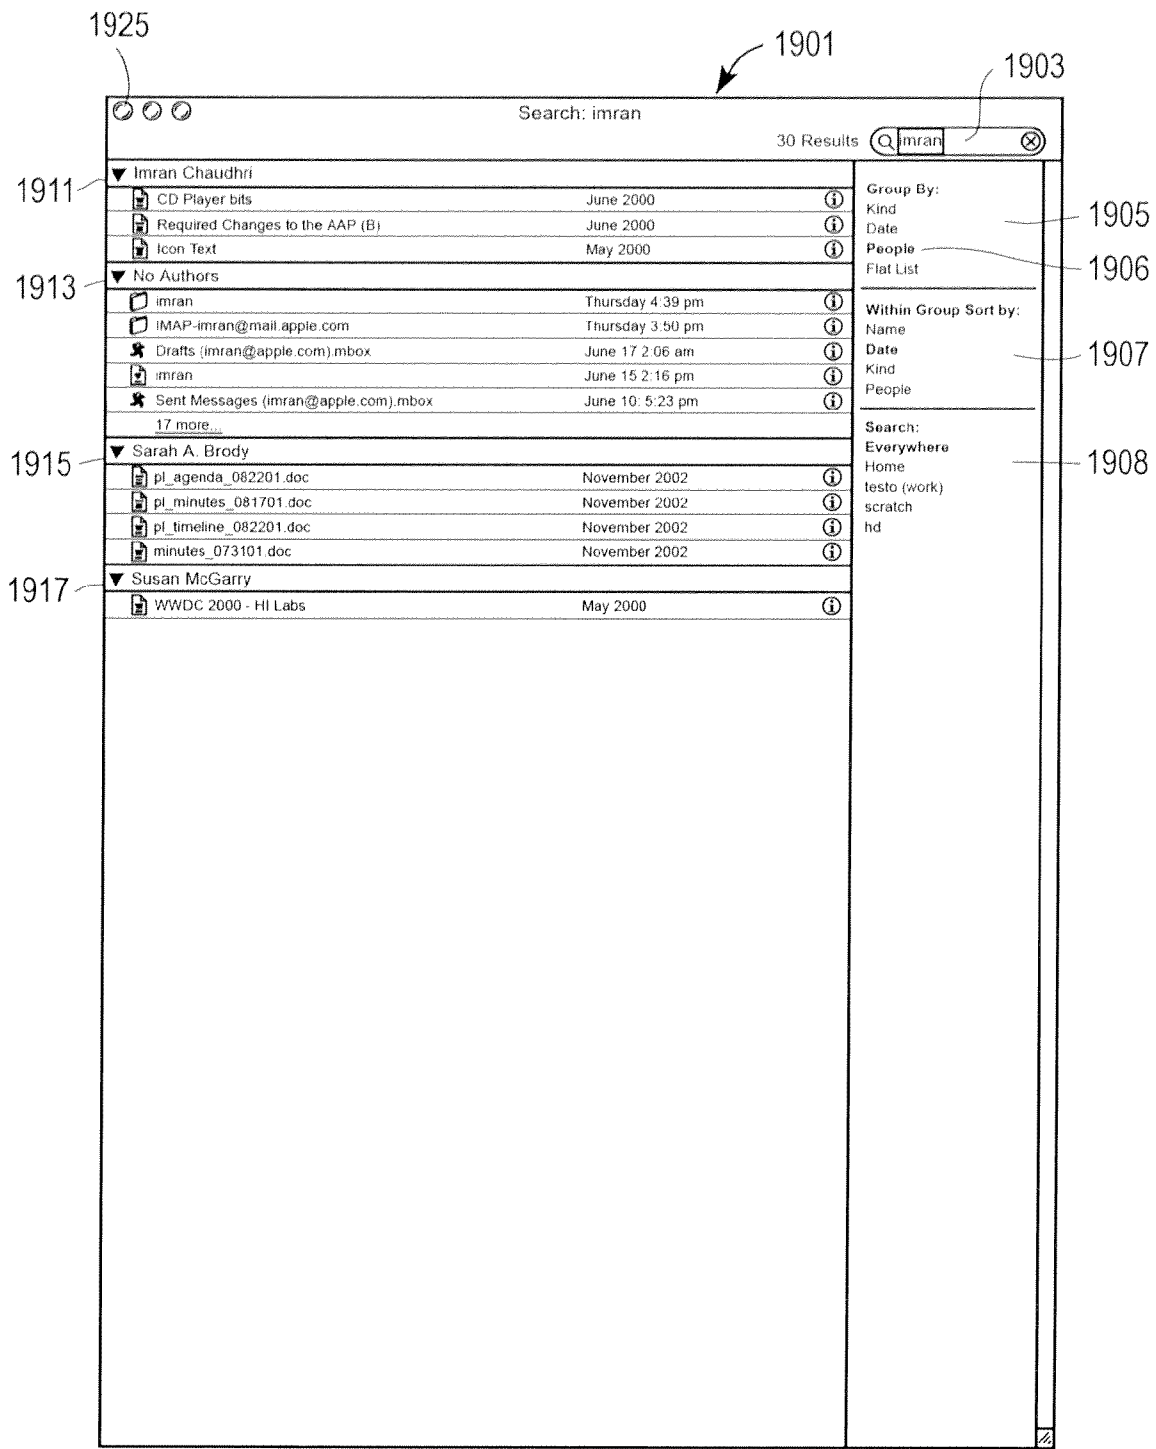 1925
1901
1903
Search: imran
30 Results
imran
1911
Imran Chaudhri
CD Player bits June 2000
Required Changes to the AAP (B) June 2000
Icon Text May 2000
1913
No Authors
imran Thursday 4:39 pm
IMAP-imran@mail.apple.com Thursday 3:50 pm
Drafts (imran@apple.com).mbox June 17 2:06 am
imran June 15 2:16 pm
Sent Messages (imran@apple.com).mbox June 10: 5:23 pm
17 more...
1915
Sarah A. Brody
pl_agenda_082201.doc November 2002
pl_minutes_081701.doc November 2002
pl_timeline_082201.doc November 2002
minutes_073101.doc November 2002
1917
Susan McGarry
WWDC 2000 - HI Labs May 2000
Group By:
Kind
Date
People
Flat List
1905
1906
Within Group Sort by:
Name
Date
Kind
People
1907
Search:
Everywhere
Home
testo (work)
scratch
hd
1908